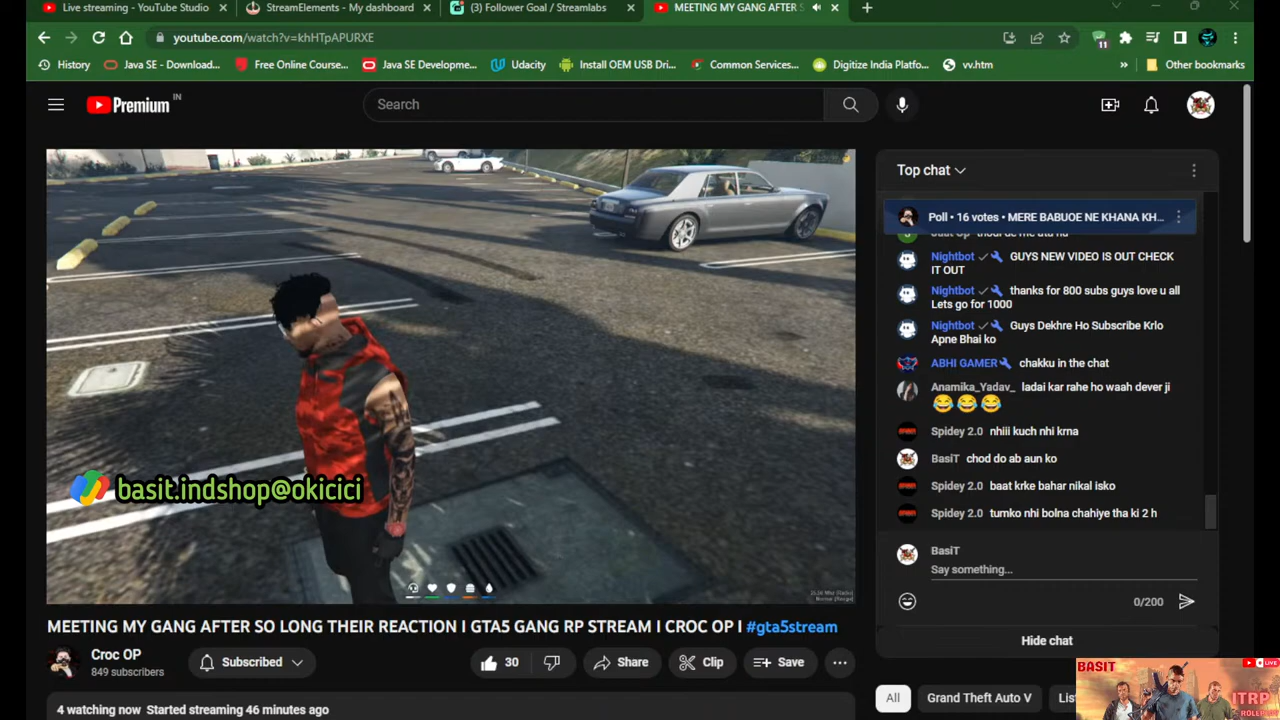 Live streaming - YouTube Studio
StreamElements - My dashboard
(3) Follower Goal / Streamlabs
MEETING MY GANG AFTER S
youtube.com/watch?v=khHTpAPURXE
11
History
Java SE - Download...
Free Online Course...
Java SE Developme...
Udacity
Install OEM USB Driv...
Common Services...
Digitize India Platfo...
vv.htm
Other bookmarks
Premium IN
Search
Top chat
Poll • 16 votes • MERE BABUOE NE KHANA KH...
Nightbot GUYS NEW VIDEO IS OUT CHECK
IT OUT
Nightbot thanks for 800 subs guys love u all
Lets go for 1000
Nightbot Guys Dekhre Ho Subscribe Krlo
Apne Bhai ko
ABHI GAMER chakku in the chat
Anamika_Yadav_ ladai kar rahe ho waah dever ji
😂😂😂
Spidey 2.0 nhiii kuch nhi krna
BasiT chod do ab aun ko
Spidey 2.0 baat krke bahar nikal isko
Spidey 2.0 tumko nhi bolna chahiye tha ki 2 h
BasiT
Say something...
0/200
Hide chat
basit.indshop@okicici
MEETING MY GANG AFTER SO LONG THEIR REACTION I GTA5 GANG RP STREAM I CROC OP I #gta5stream
Croc OP
849 subscribers
Subscribed
30
Share
Clip
Save
4 watching now Started streaming 46 minutes ago
All
Grand Theft Auto V
BASIT
LIVE
ITRP